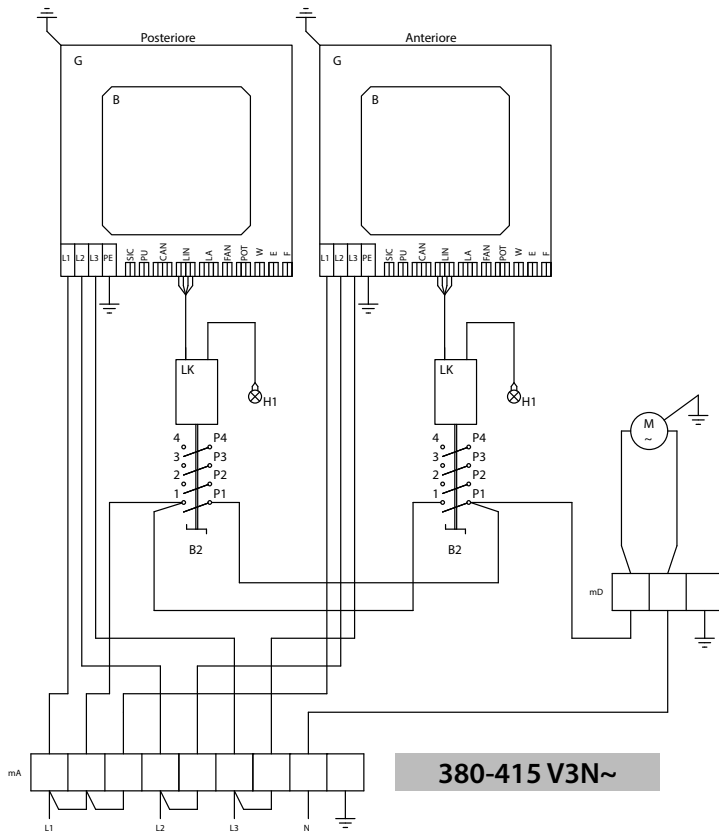 Posteriore
Anteriore
G
G
B
B
L1 L2 L3 PE SIC PU CAN LIN LA FAN POT W E F
L1 L2 L3 PE SIC PU CAN LIN LA FAN POT W E F
LK
LK
H1
H1
M
~
4 P4
3 P3
2 P2
1 P1
4 P4
3 P3
2 P2
1 P1
B2
B2
mD
mA
380-415 V3N~
L1 L2 L3 N